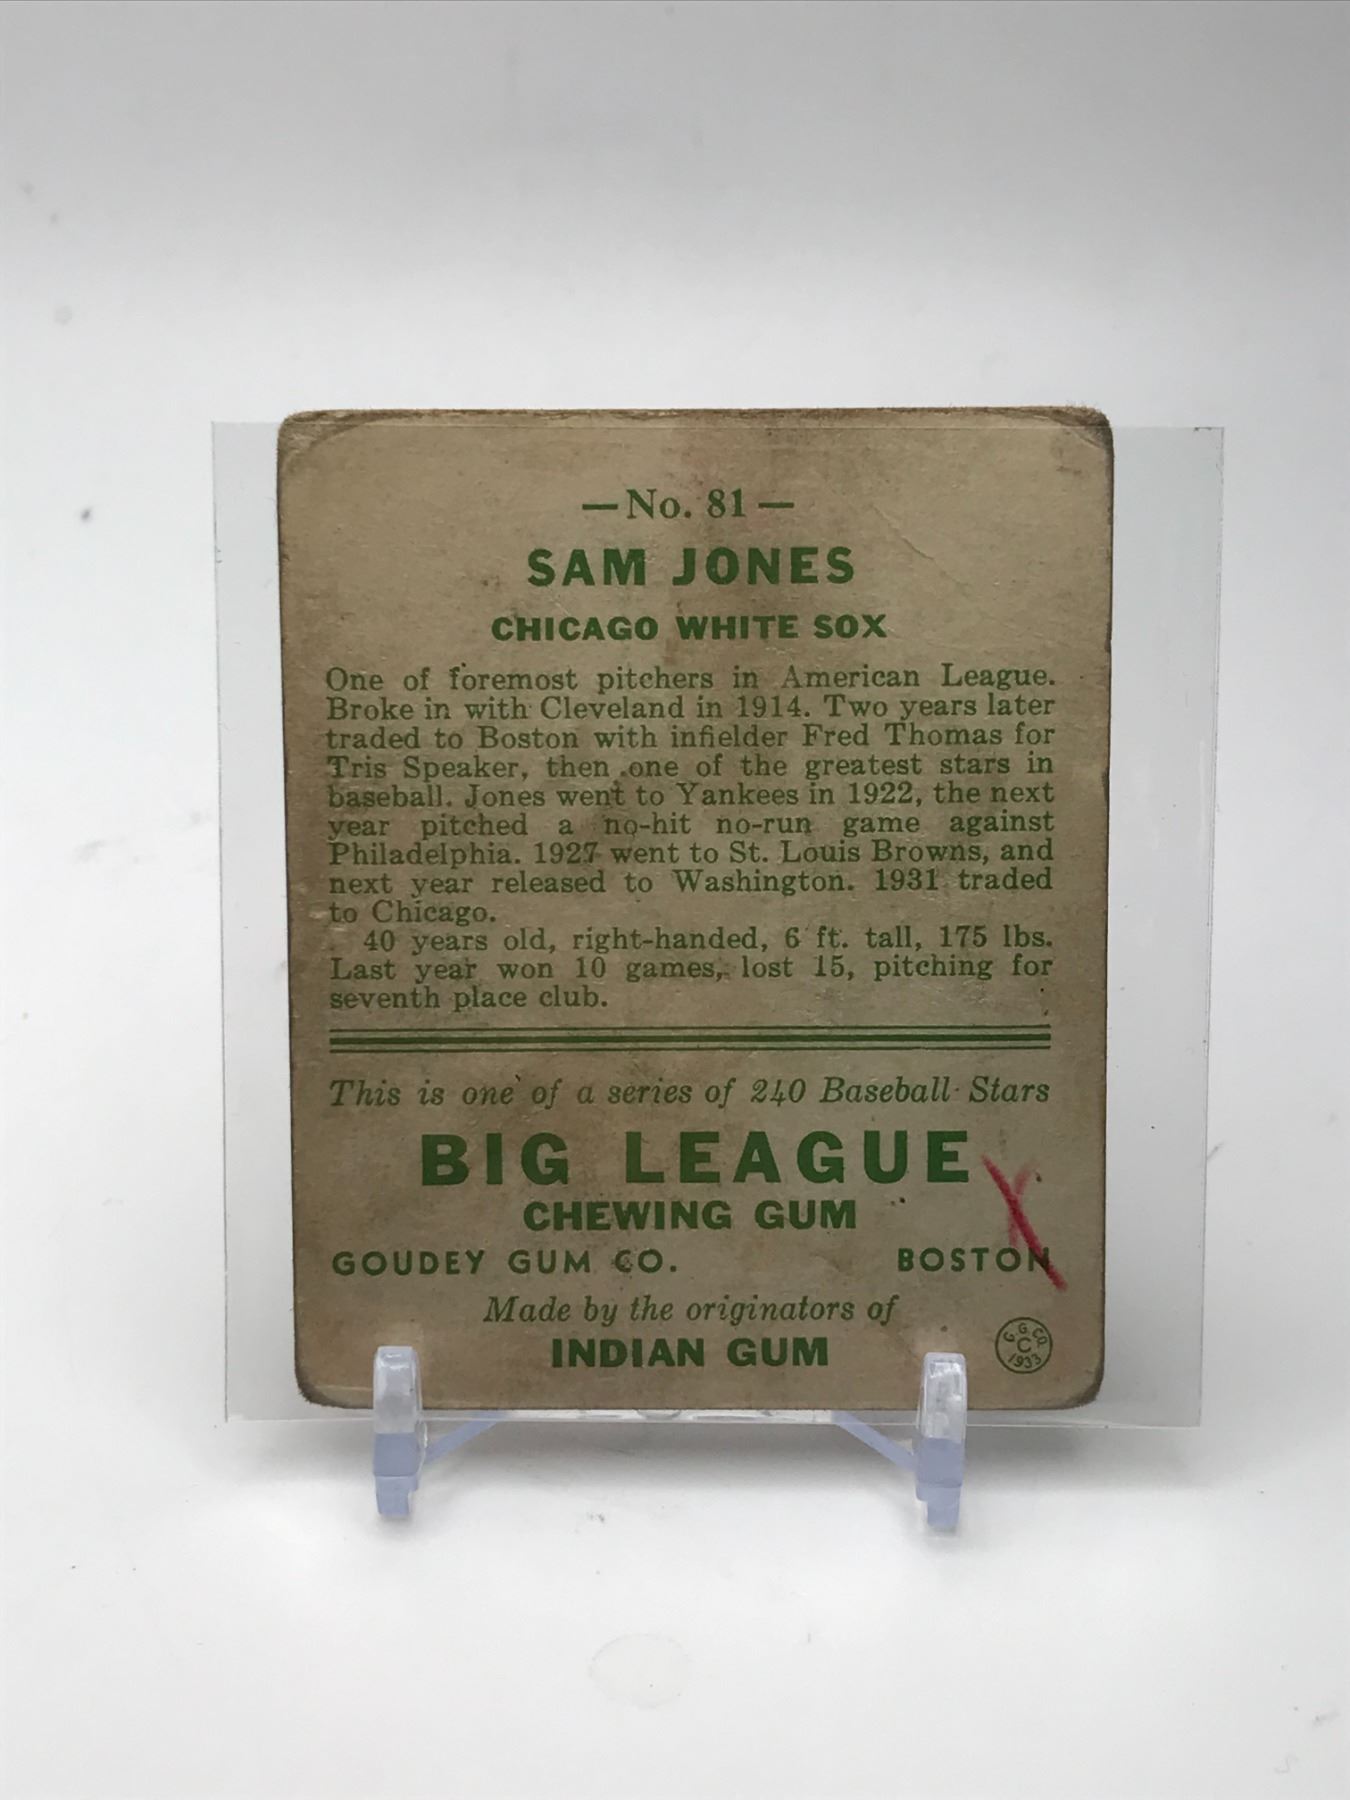 —No. 81—
SAM JONES
CHICAGO WHITE SOX
One of foremost pitchers in American League.
Broke in with Cleveland in 1914. Two years later
traded to Boston with infielder Fred Thomas for
Tris Speaker, then one of the greatest stars in
baseball. Jones went to Yankees in 1922, the next
year pitched a no-hit no-run game against
Philadelphia. 1927 went to St. Louis Browns, and
next year released to Washington. 1931 traded
to Chicago.
40 years old, right-handed, 6 ft. tall, 175 lbs.
Last year won 10 games, lost 15, pitching for
seventh place club.
This is one of a series of 240 Baseball Stars
BIG LEAGUE
CHEWING GUM
GOUDEY GUM CO. BOSTON
Made by the originators of
INDIAN GUM
G. G. CO.
C
1933